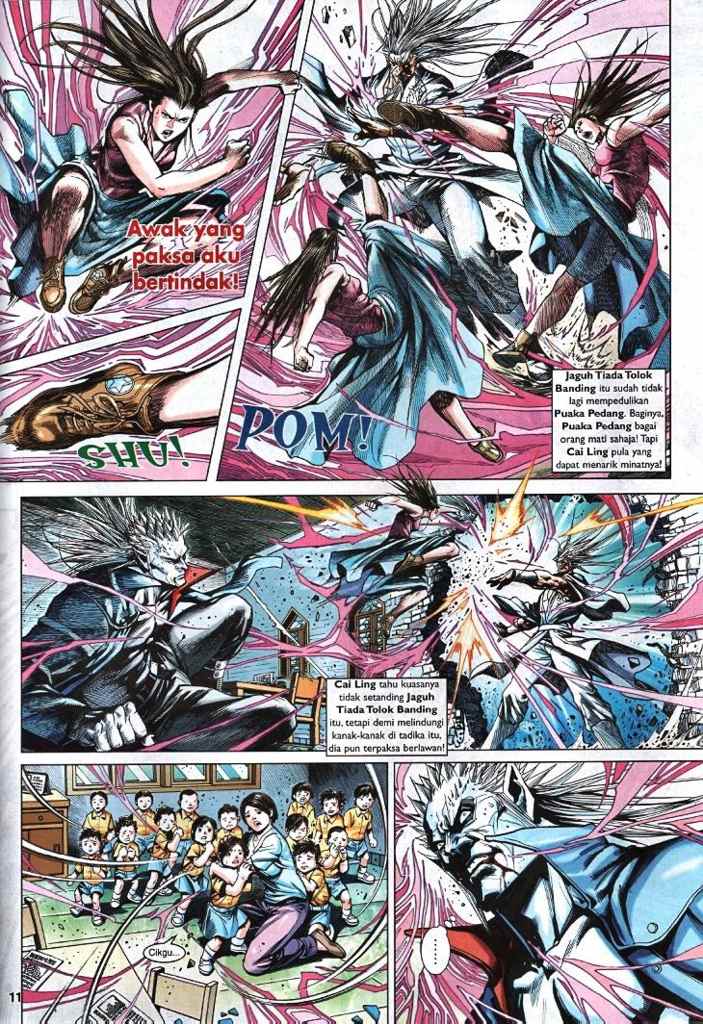 Awak yang
paksa aku
bertindak!
SHU!
POM!
Jaguh Tiada Tolok
Banding itu sudah tidak
lagi mempedulikan
Puaka Pedang. Baginya,
Puaka Pedang bagai
orang mati sahaja! Tapi
Cai Ling pula yang
dapat menarik minatnya!
Cai Ling tahu kuasanya
tidak setanding Jaguh
Tiada Tolok Banding
itu, tetapi demi melindungi
kanak-kanak di tadika itu,
dia pun terpaksa berlawan!
Cikgu...
......
11